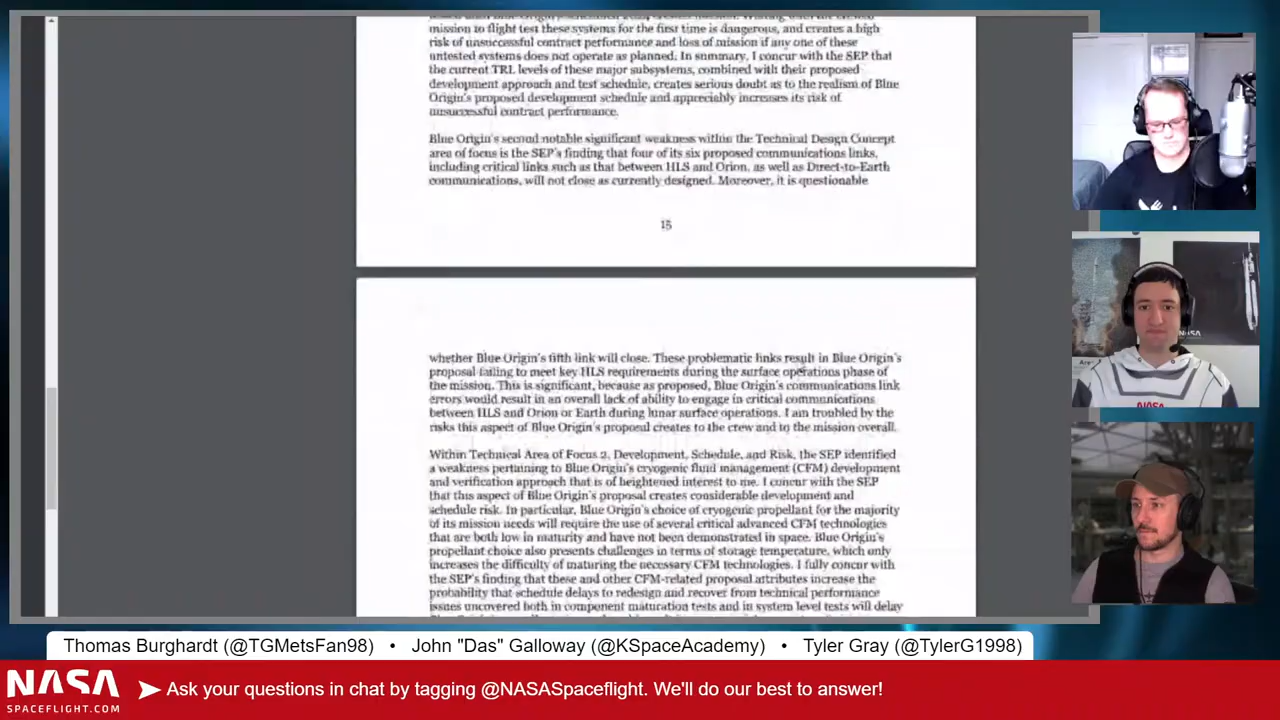 mission to flight test these systems for the first time is dangerous, and creates a high
risk of unsuccessful contract performance and loss of mission if any one of these
untested systems does not operate as planned. In summary, I concur with the SEP that
the current TRL levels of these major subsystems, combined with their proposed
development approach and test schedule, creates serious doubt as to the realism of Blue
Origin's proposed development schedule and appreciably increases its risk of
unsuccessful contract performance.
Blue Origin's second notable significant weakness within the Technical Design Concept
area of focus is the SEP's finding that four of its six proposed communications links,
including critical links such as that between HLS and Orion, as well as Direct-to-Earth
communications, will not close as currently designed. Moreover, it is questionable
15
whether Blue Origin's fifth link will close. These problematic links result in Blue Origin's
proposal failing to meet key HLS requirements during the surface operations phase of
the mission. This is significant, because as proposed, Blue Origin's communications link
errors would result in an overall lack of ability to engage in critical communications
between HLS and Orion or Earth during lunar surface operations. I am troubled by the
risks this aspect of Blue Origin's proposal creates to the crew and to the mission overall.
Within Technical Area of Focus 2, Development, Schedule, and Risk, the SEP identified
a weakness pertaining to Blue Origin's cryogenic fluid management (CFM) development
and verification approach that is of heightened interest to me. I concur with the SEP
that this aspect of Blue Origin's proposal creates considerable development and
schedule risk. In particular, Blue Origin's choice of cryogenic propellant for the majority
of its mission needs will require the use of several critical advanced CFM technologies
that are both low in maturity and have not been demonstrated in space. Blue Origin's
propellant choice also presents challenges in terms of storage temperature, which only
increases the difficulty of maturing the necessary CFM technologies. I fully concur with
the SEP's finding that these and other CFM-related proposal attributes increase the
probability that schedule delays to redesign and recover from technical performance
issues uncovered both in component maturation tests and in system level tests will delay
NASA
Thomas Burghardt (@TGMetsFan98) • John "Das" Galloway (@KSpaceAcademy) • Tyler Gray (@TylerG1998)
NASA
SPACEFLIGHT.COM
Ask your questions in chat by tagging @NASASpaceflight. We'll do our best to answer!